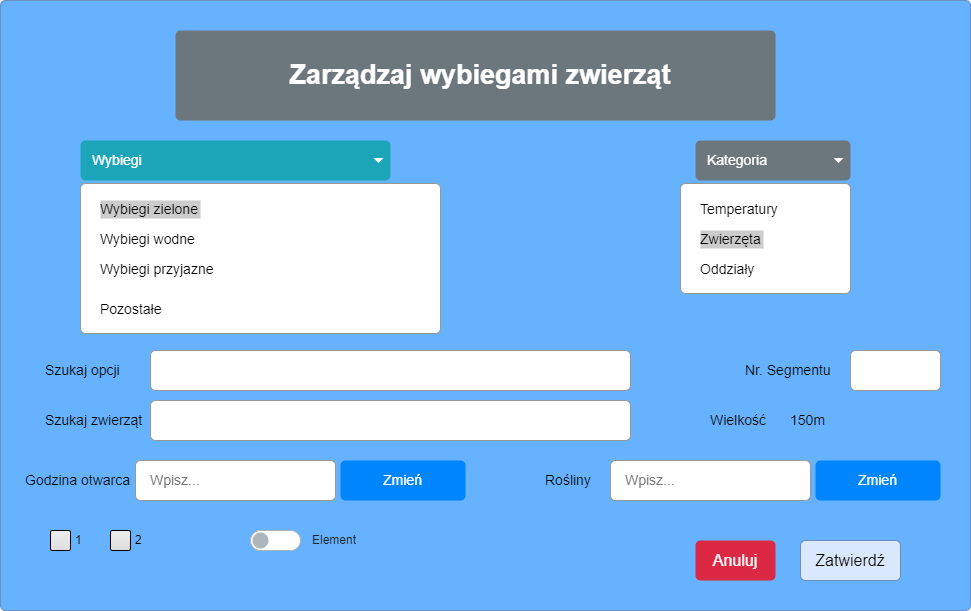 Zarządzaj wybiegami zwierząt
Wybiegi
Kategoria
Wybiegi zielone
Wybiegi wodne
Wybiegi przyjazne
Pozostałe
Temperatury
Zwierzęta
Oddziały
Szukaj opcji
Nr. Segmentu
Szukaj zwierząt
Wielkość 150m
Godzina otwarca Wpisz... Zmień
Rośliny Wpisz... Zmień
1 2 Element
Anuluj Zatwierdź